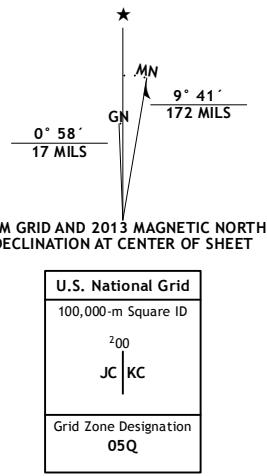 ★
MN
GN
9° 41´
172 MILS
0° 58´
17 MILS
M GRID AND 2013 MAGNETIC NORTH
DECLINATION AT CENTER OF SHEET
U.S. National Grid
100,000-m Square ID
²00
JC KC
Grid Zone Designation
05Q